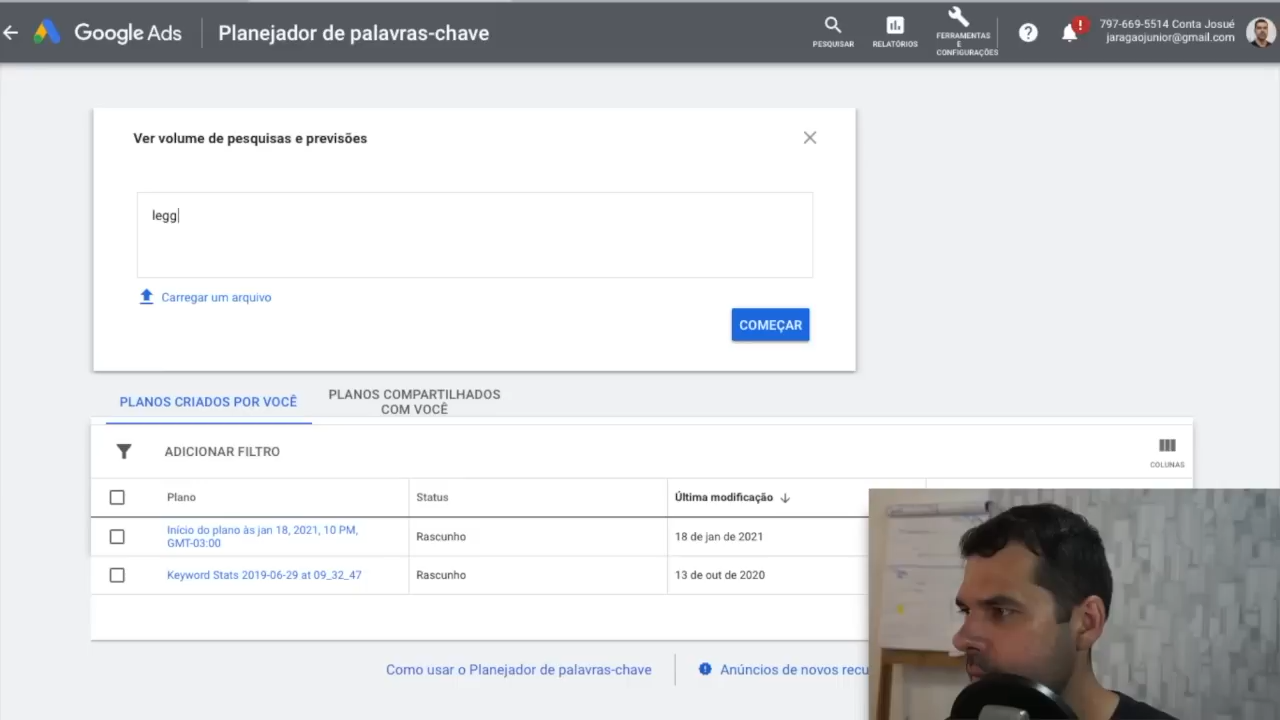 Google Ads
Planejador de palavras-chave
PESQUISAR
RELATÓRIOS
FERRAMENTAS
E
CONFIGURAÇÕES
?
!
797-669-5514 Conta Josué
jaragaojunior@gmail.com
Ver volume de pesquisas e previsões
legg
Carregar um arquivo
COMEÇAR
PLANOS CRIADOS POR VOCÊ
PLANOS COMPARTILHADOS
COM VOCÊ
ADICIONAR FILTRO
COLUNAS
Plano
Status
Última modificação
Início do plano às jan 18, 2021, 10 PM,
GMT-03:00
Rascunho
18 de jan de 2021
Keyword Stats 2019-06-29 at 09_32_47
Rascunho
13 de out de 2020
Como usar o Planejador de palavras-chave
Anúncios de novos recu